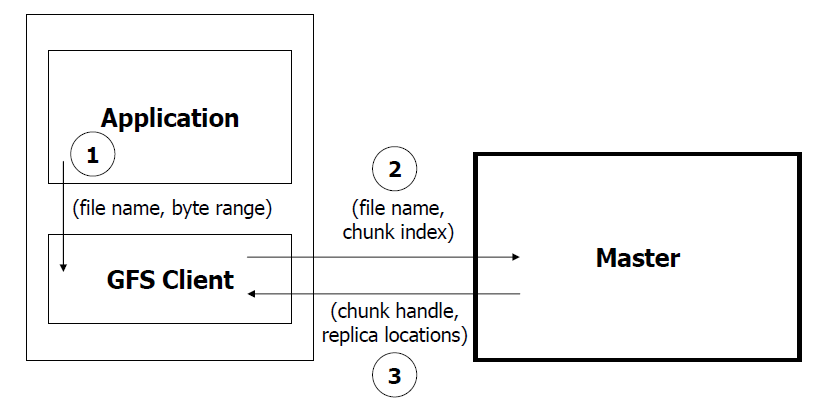 Application
1
(file name, byte range)
GFS Client
2
(file name,
chunk index)
(chunk handle,
replica locations)
3
Master